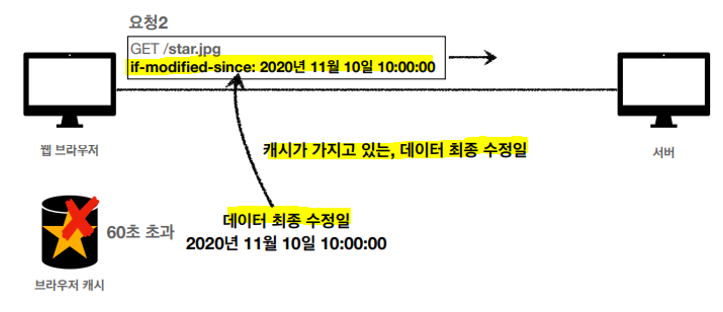 요청2
GET /star.jpg
if-modified-since: 2020년 11월 10일 10:00:00
웹 브라우저
서버
캐시가 가지고 있는, 데이터 최종 수정일
60초 초과
데이터 최종 수정일
2020년 11월 10일 10:00:00
브라우저 캐시